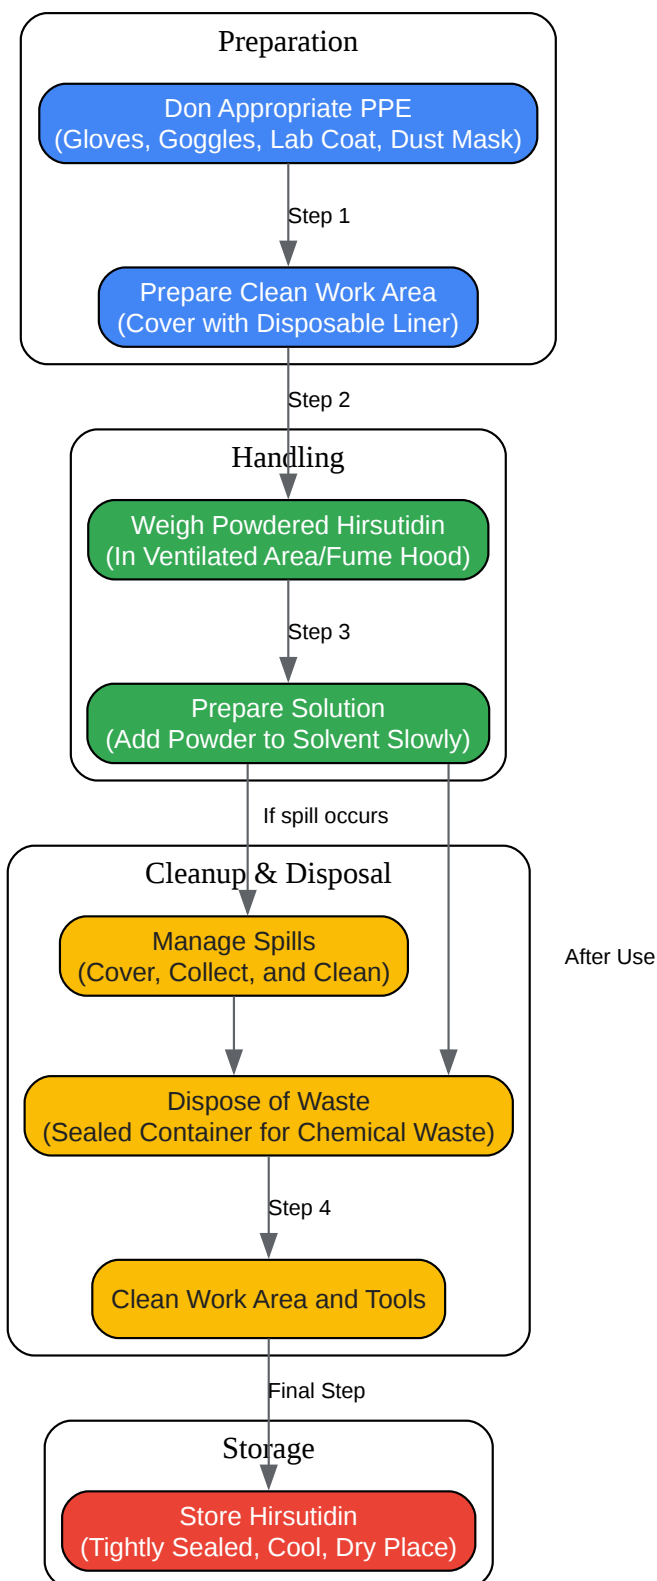 Preparation
Don Appropriate PPE
(Gloves, Goggles, Lab Coat, Dust Mask)
Step 1
Prepare Clean Work Area
(Cover with Disposable Liner)
Step 2
Handling
Weigh Powdered Hirsutidin
(In Ventilated Area/Fume Hood)
Step 3
Prepare Solution
(Add Powder to Solvent Slowly)
If spill occurs
Cleanup & Disposal
Manage Spills
(Cover, Collect, and Clean)
After Use
Dispose of Waste
(Sealed Container for Chemical Waste)
Step 4
Clean Work Area and Tools
Final Step
Storage
Store Hirsutidin
(Tightly Sealed, Cool, Dry Place)